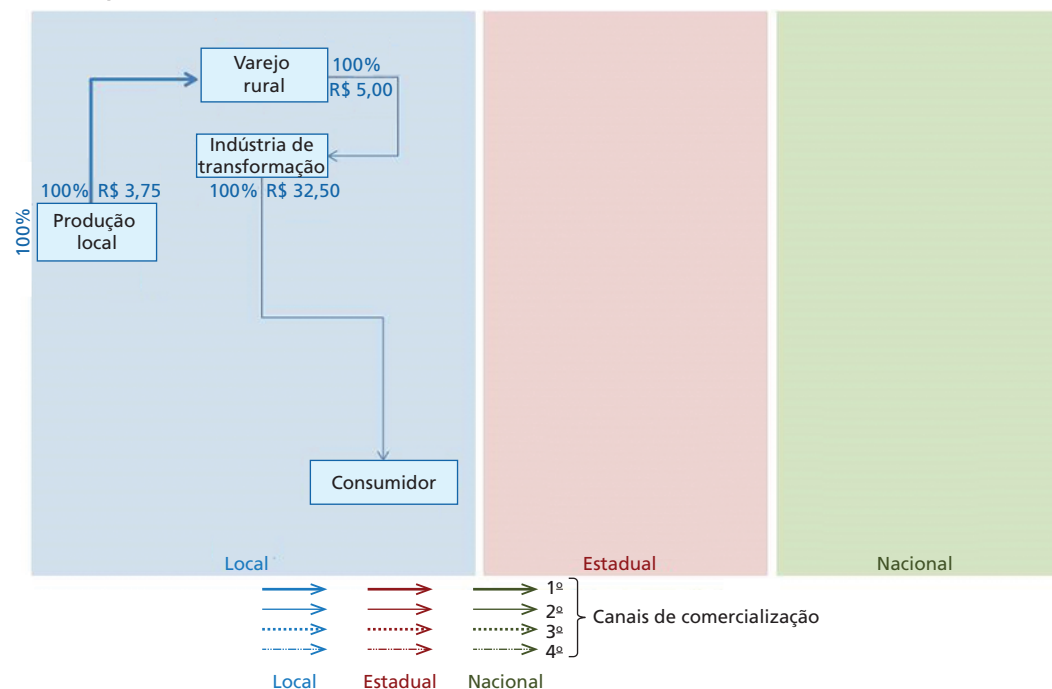 Varejo
rural
100%
R$ 5,00
Indústria de
transformação
100% R$ 32,50
100% R$ 3,75
100%
Produção
local
Consumidor
Local
Estadual
Nacional
1º
2º
3º
4º
Canais de comercialização
Local
Estadual
Nacional